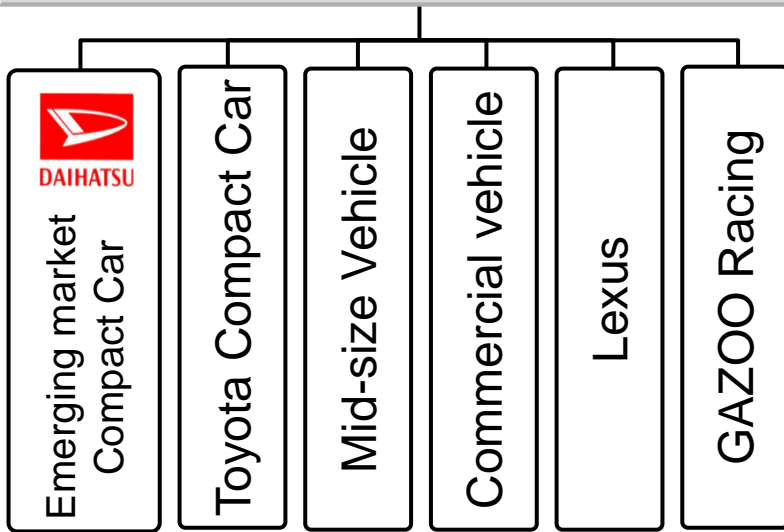 DAIHATSU
Emerging market
Compact Car
Toyota Compact Car
Mid-size Vehicle
Commercial vehicle
Lexus
GAZOO Racing